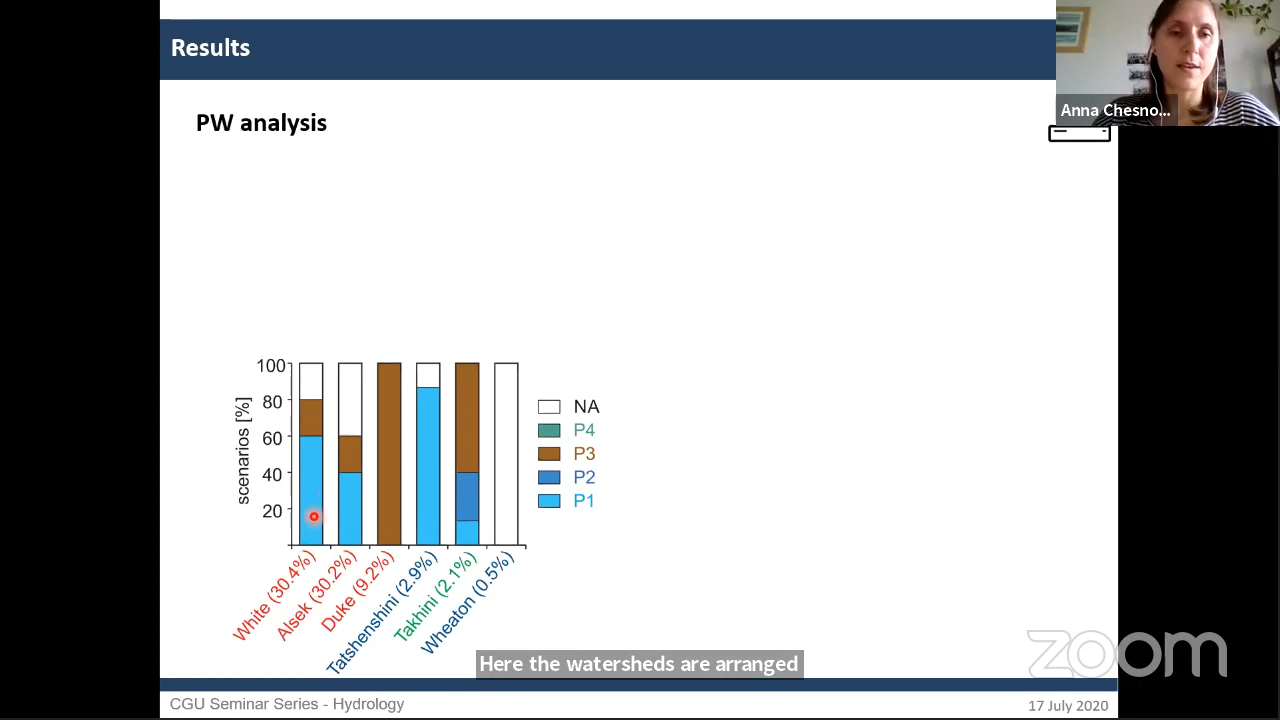 Results
Anna Chesno...
PW analysis
100
80
60
40
20
scenarios [%]
NA
P4
P3
P2
P1
White (30.4%)
Alsek (30.2%)
Duke (9.2%)
Tatshenshini (2.9%)
Takhini (2.1%)
Wheaton (0.5%)
Here the watersheds are arranged
zoom
CGU Seminar Series - Hydrology
17 July 2020